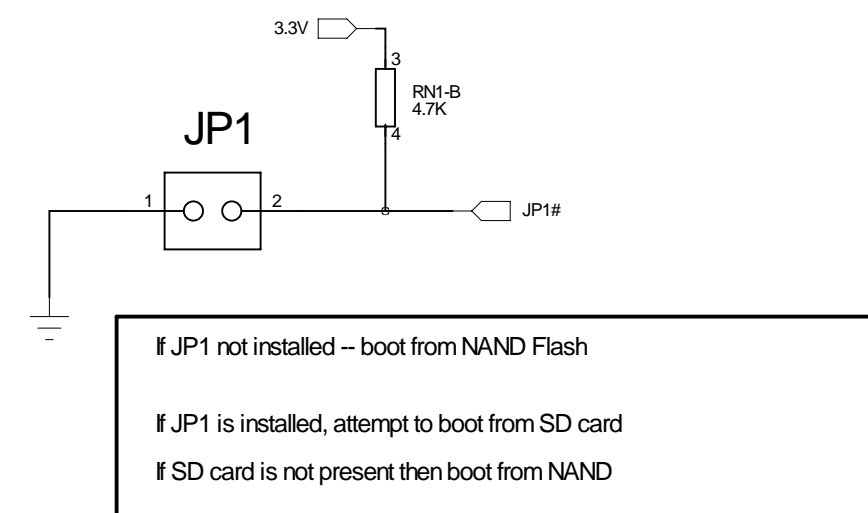 3.3V
3
RN1-B
4.7K
4
JP1
1
2
JP1#
If JP1 not installed -- boot from NAND Flash
If JP1 is installed, attempt to boot from SD card
If SD card is not present then boot from NAND